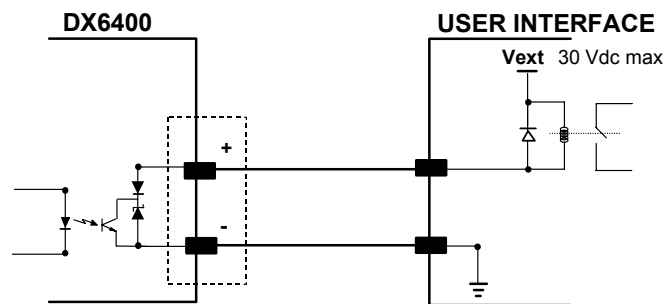 DX6400
USER INTERFACE
Vext 30 Vdc max
+
-